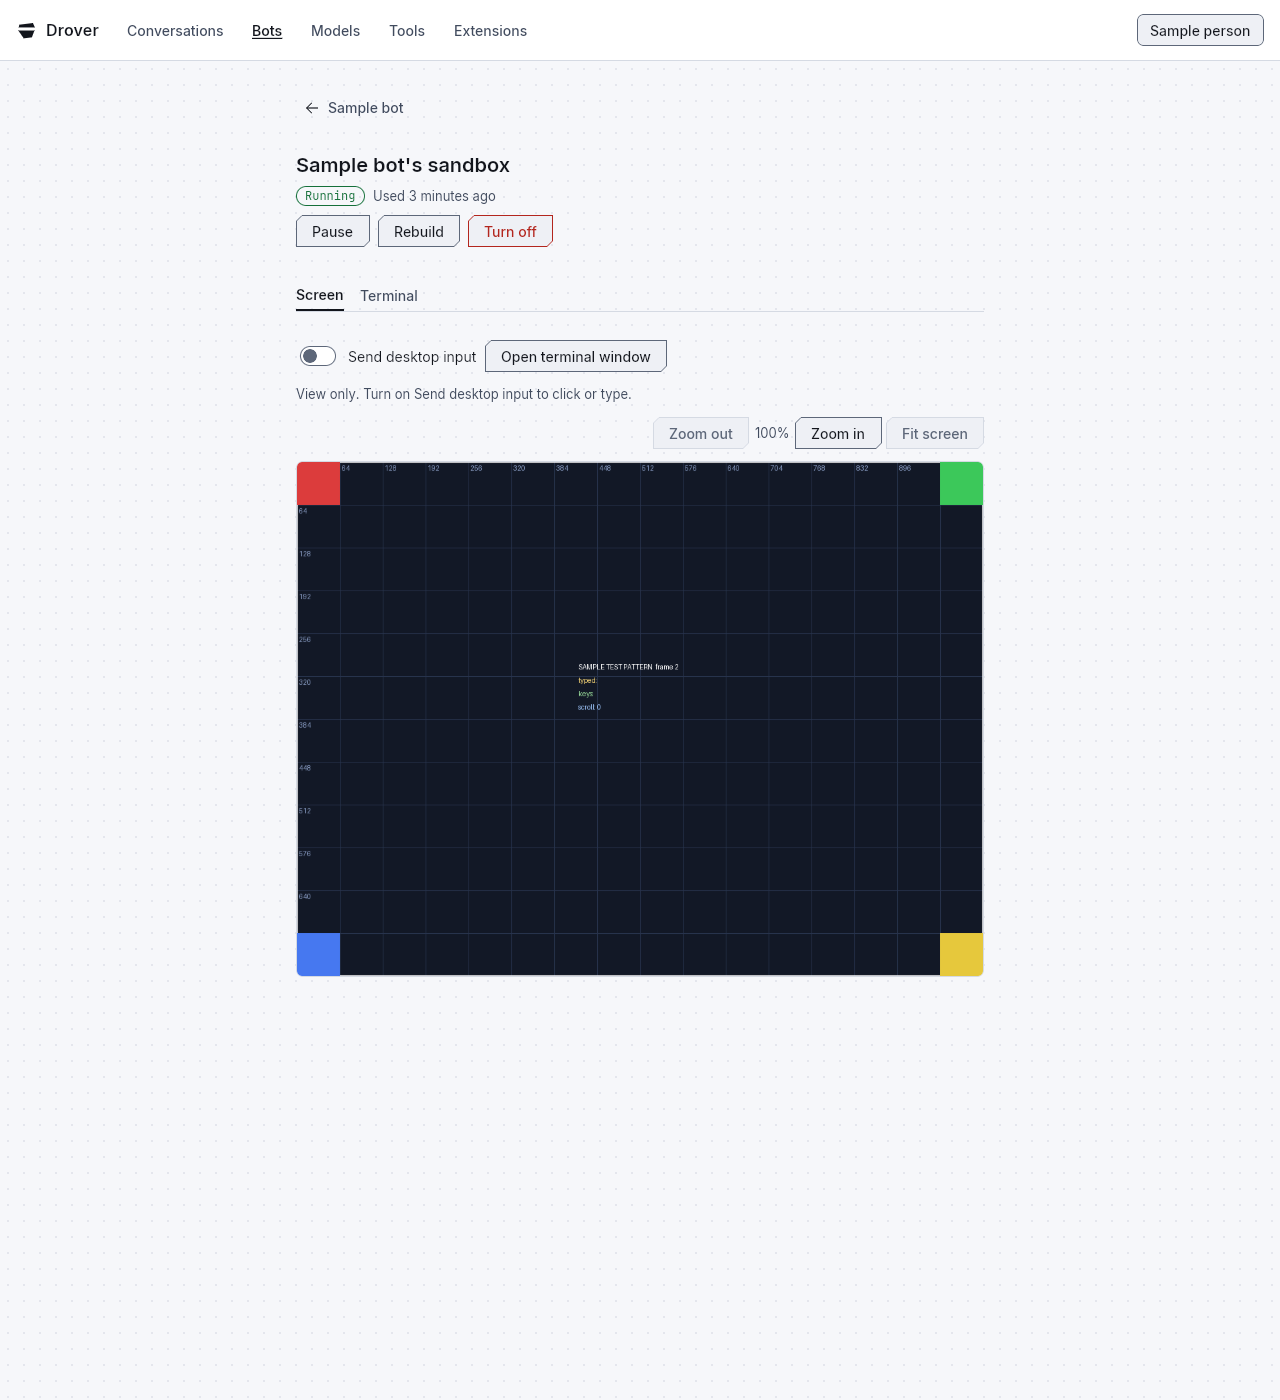 Drover
Conversations
Bots
Models
Tools
Extensions
Sample person
Sample bot
Sample bot's sandbox
Running
Used 3 minutes ago
Pause
Rebuild
Turn off
Screen
Terminal
Send desktop input
Open terminal window
View only. Turn on Send desktop input to click or type.
Zoom out
100%
Zoom in
Fit screen
64 128 192 256 320 384 448 512 576 640 704 768 832 896
64
128
192
256
SAMPLE TEST PATTERN frame 2
typed:
320
keys
scroll: 0
384
448
512
576
640